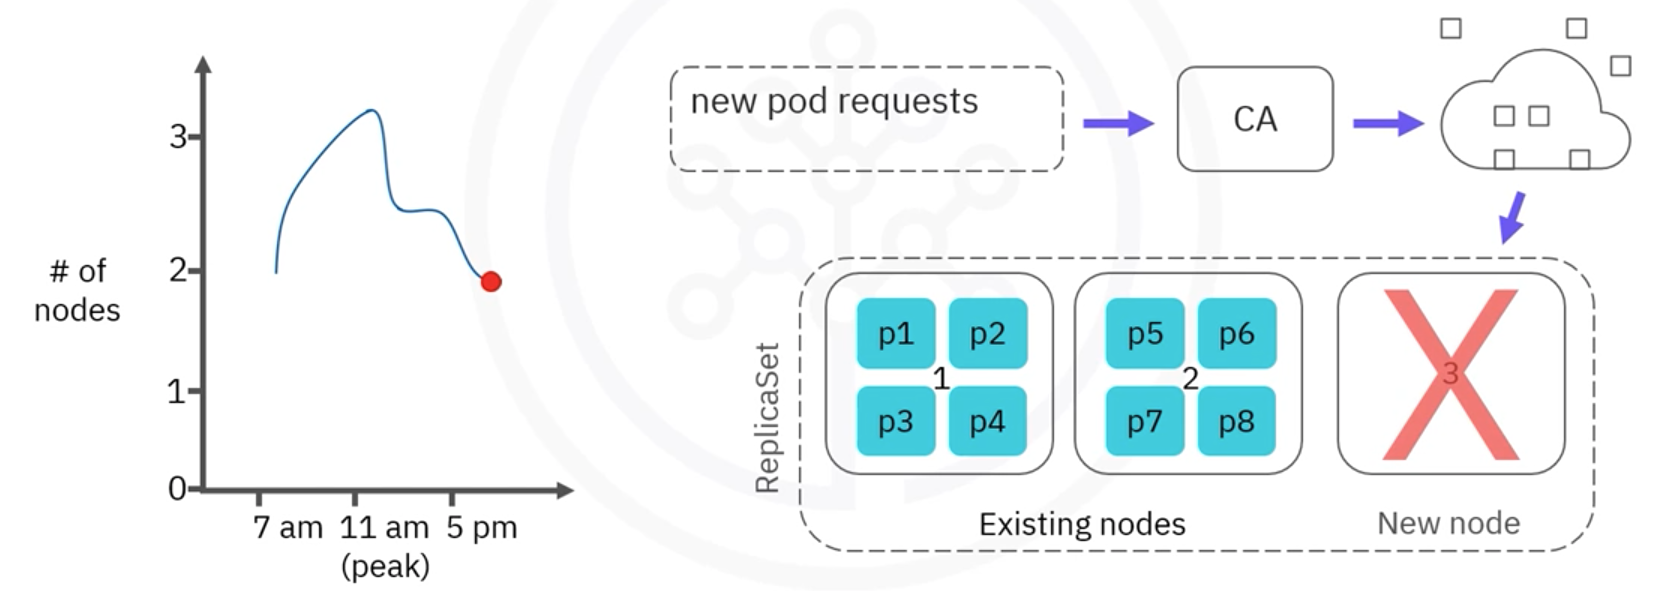 3
2
1
0
# of
nodes
7 am 11 am 5 pm
(peak)
new pod requests
CA
ReplicaSet
p1 p2
1
p3 p4
p5 p6
2
p7 p8
3
Existing nodes
New node